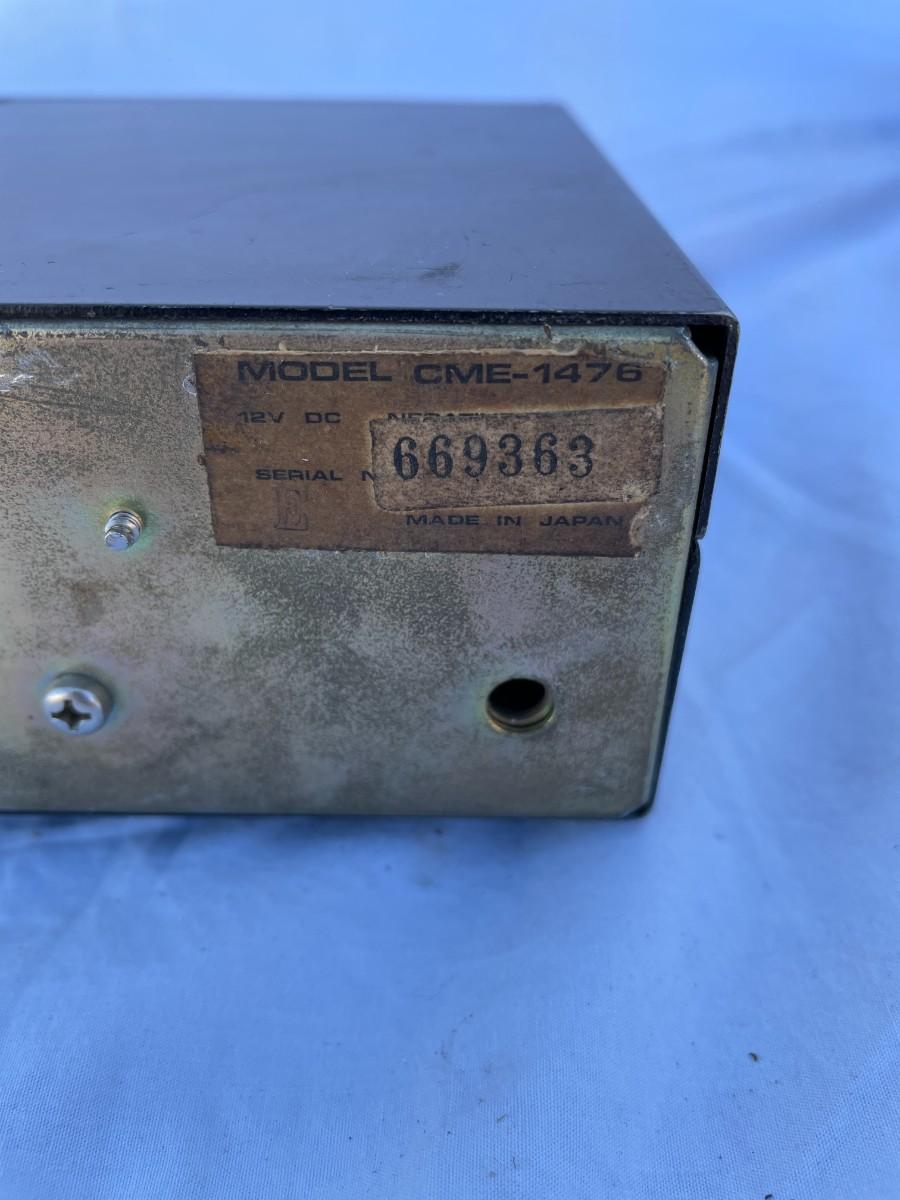 MODEL CME-1476
12V DC
669363
SERIAL
E
MADE IN JAPAN